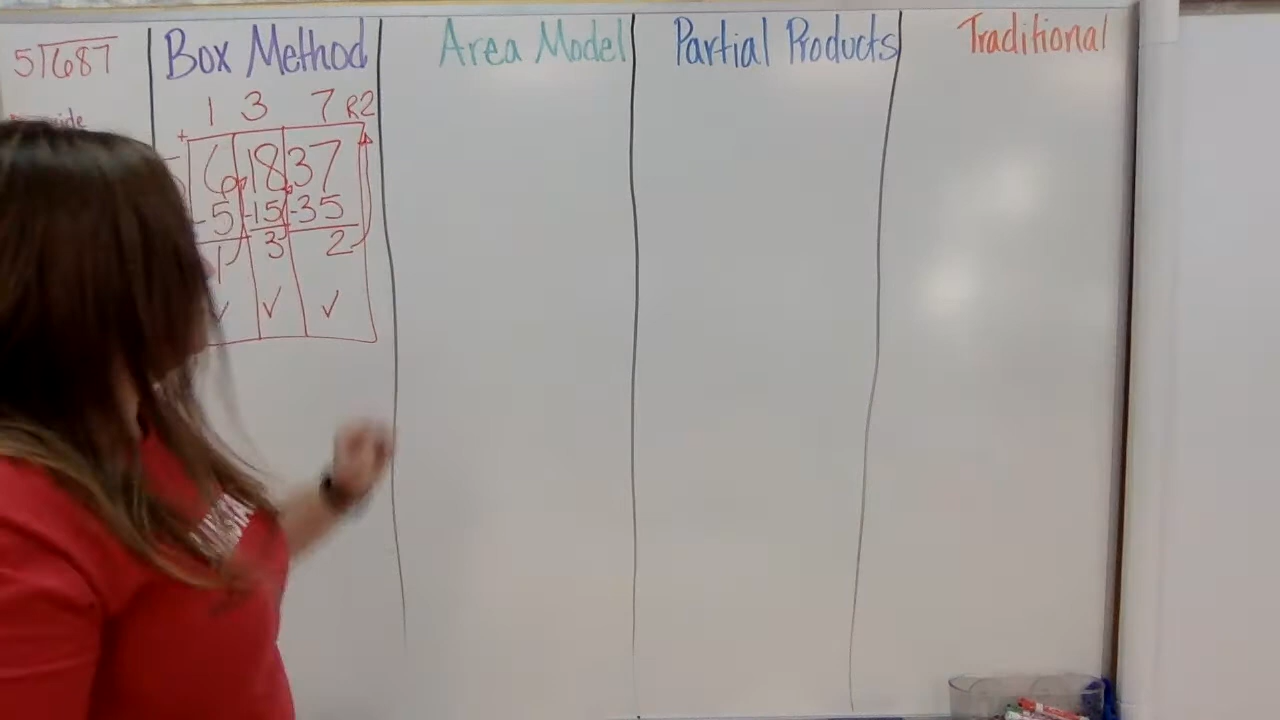 5)687
Box Method
Area Model
Partial Products
Traditional
1 3 7 R2
6 18 37
-5 -15 -35
1 3 2
✓ ✓ ✓